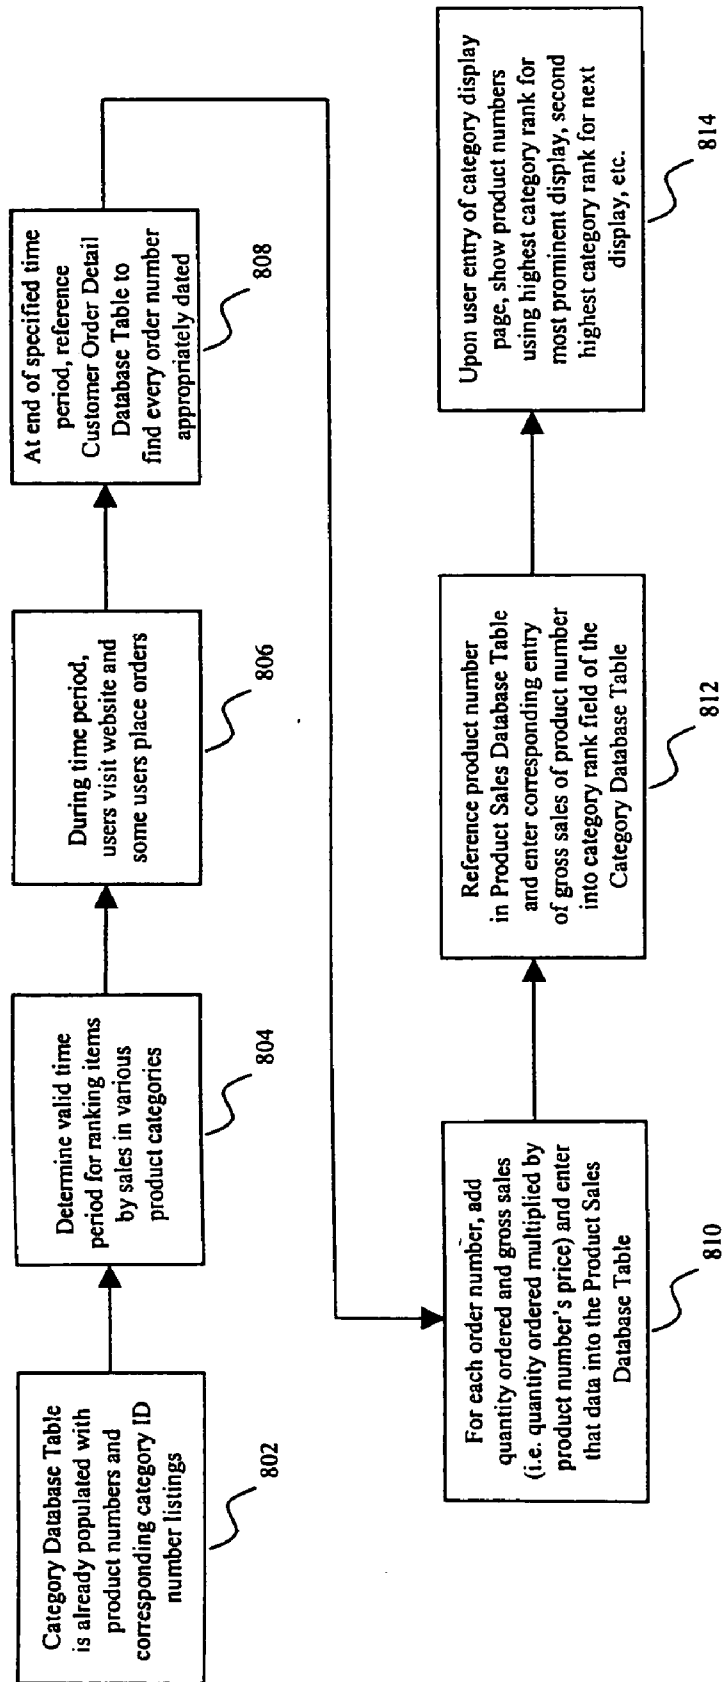 Category Database Table
is already populated with
product numbers and
corresponding category ID
number listings
802
Determine valid time
period for ranking items
by sales in various
product categories
804
During time period,
users visit website and
some users place orders
806
At end of specified time
period, reference
Customer Order Detail
Database Table to
find every order number
appropriately dated
808
For each order number, add
quantity ordered and gross sales
(i.e. quantity ordered multiplied by
product number's price) and enter
that data into the Product Sales
Database Table
810
Reference product number
in Product Sales Database Table
and enter corresponding entry
of gross sales of product number
into category rank field of the
Category Database Table
812
Upon user entry of category display
page, show product numbers
using highest category rank for
most prominent display, second
highest category rank for next
display, etc.
814